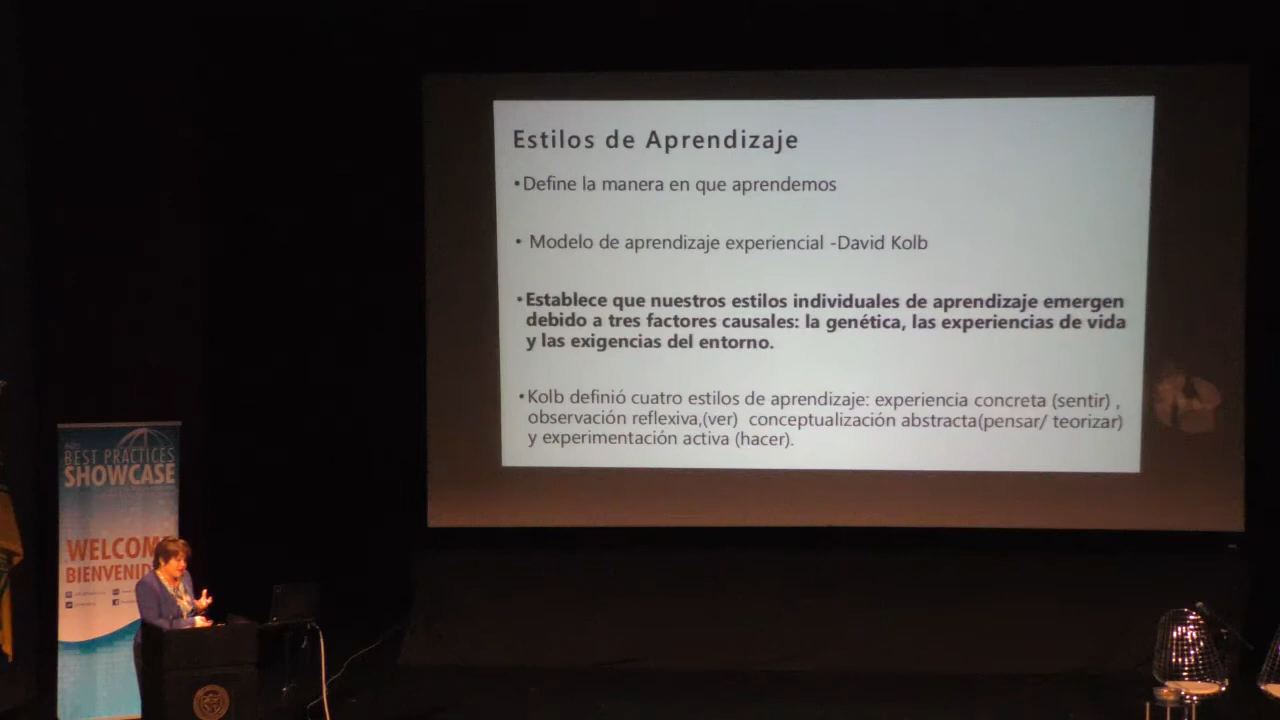 Estilos de Aprendizaje
•Define la manera en que aprendemos
• Modelo de aprendizaje experiencial -David Kolb
•Establece que nuestros estilos individuales de aprendizaje emergen
debido a tres factores causales: la genética, las experiencias de vida
y las exigencias del entorno.
•Kolb definió cuatro estilos de aprendizaje: experiencia concreta (sentir) ,
observación reflexiva,(ver) conceptualización abstracta(pensar/ teorizar)
y experimentación activa (hacer).
BEST PRACTICES
SHOWCASE
WELCOM
BIENVENID